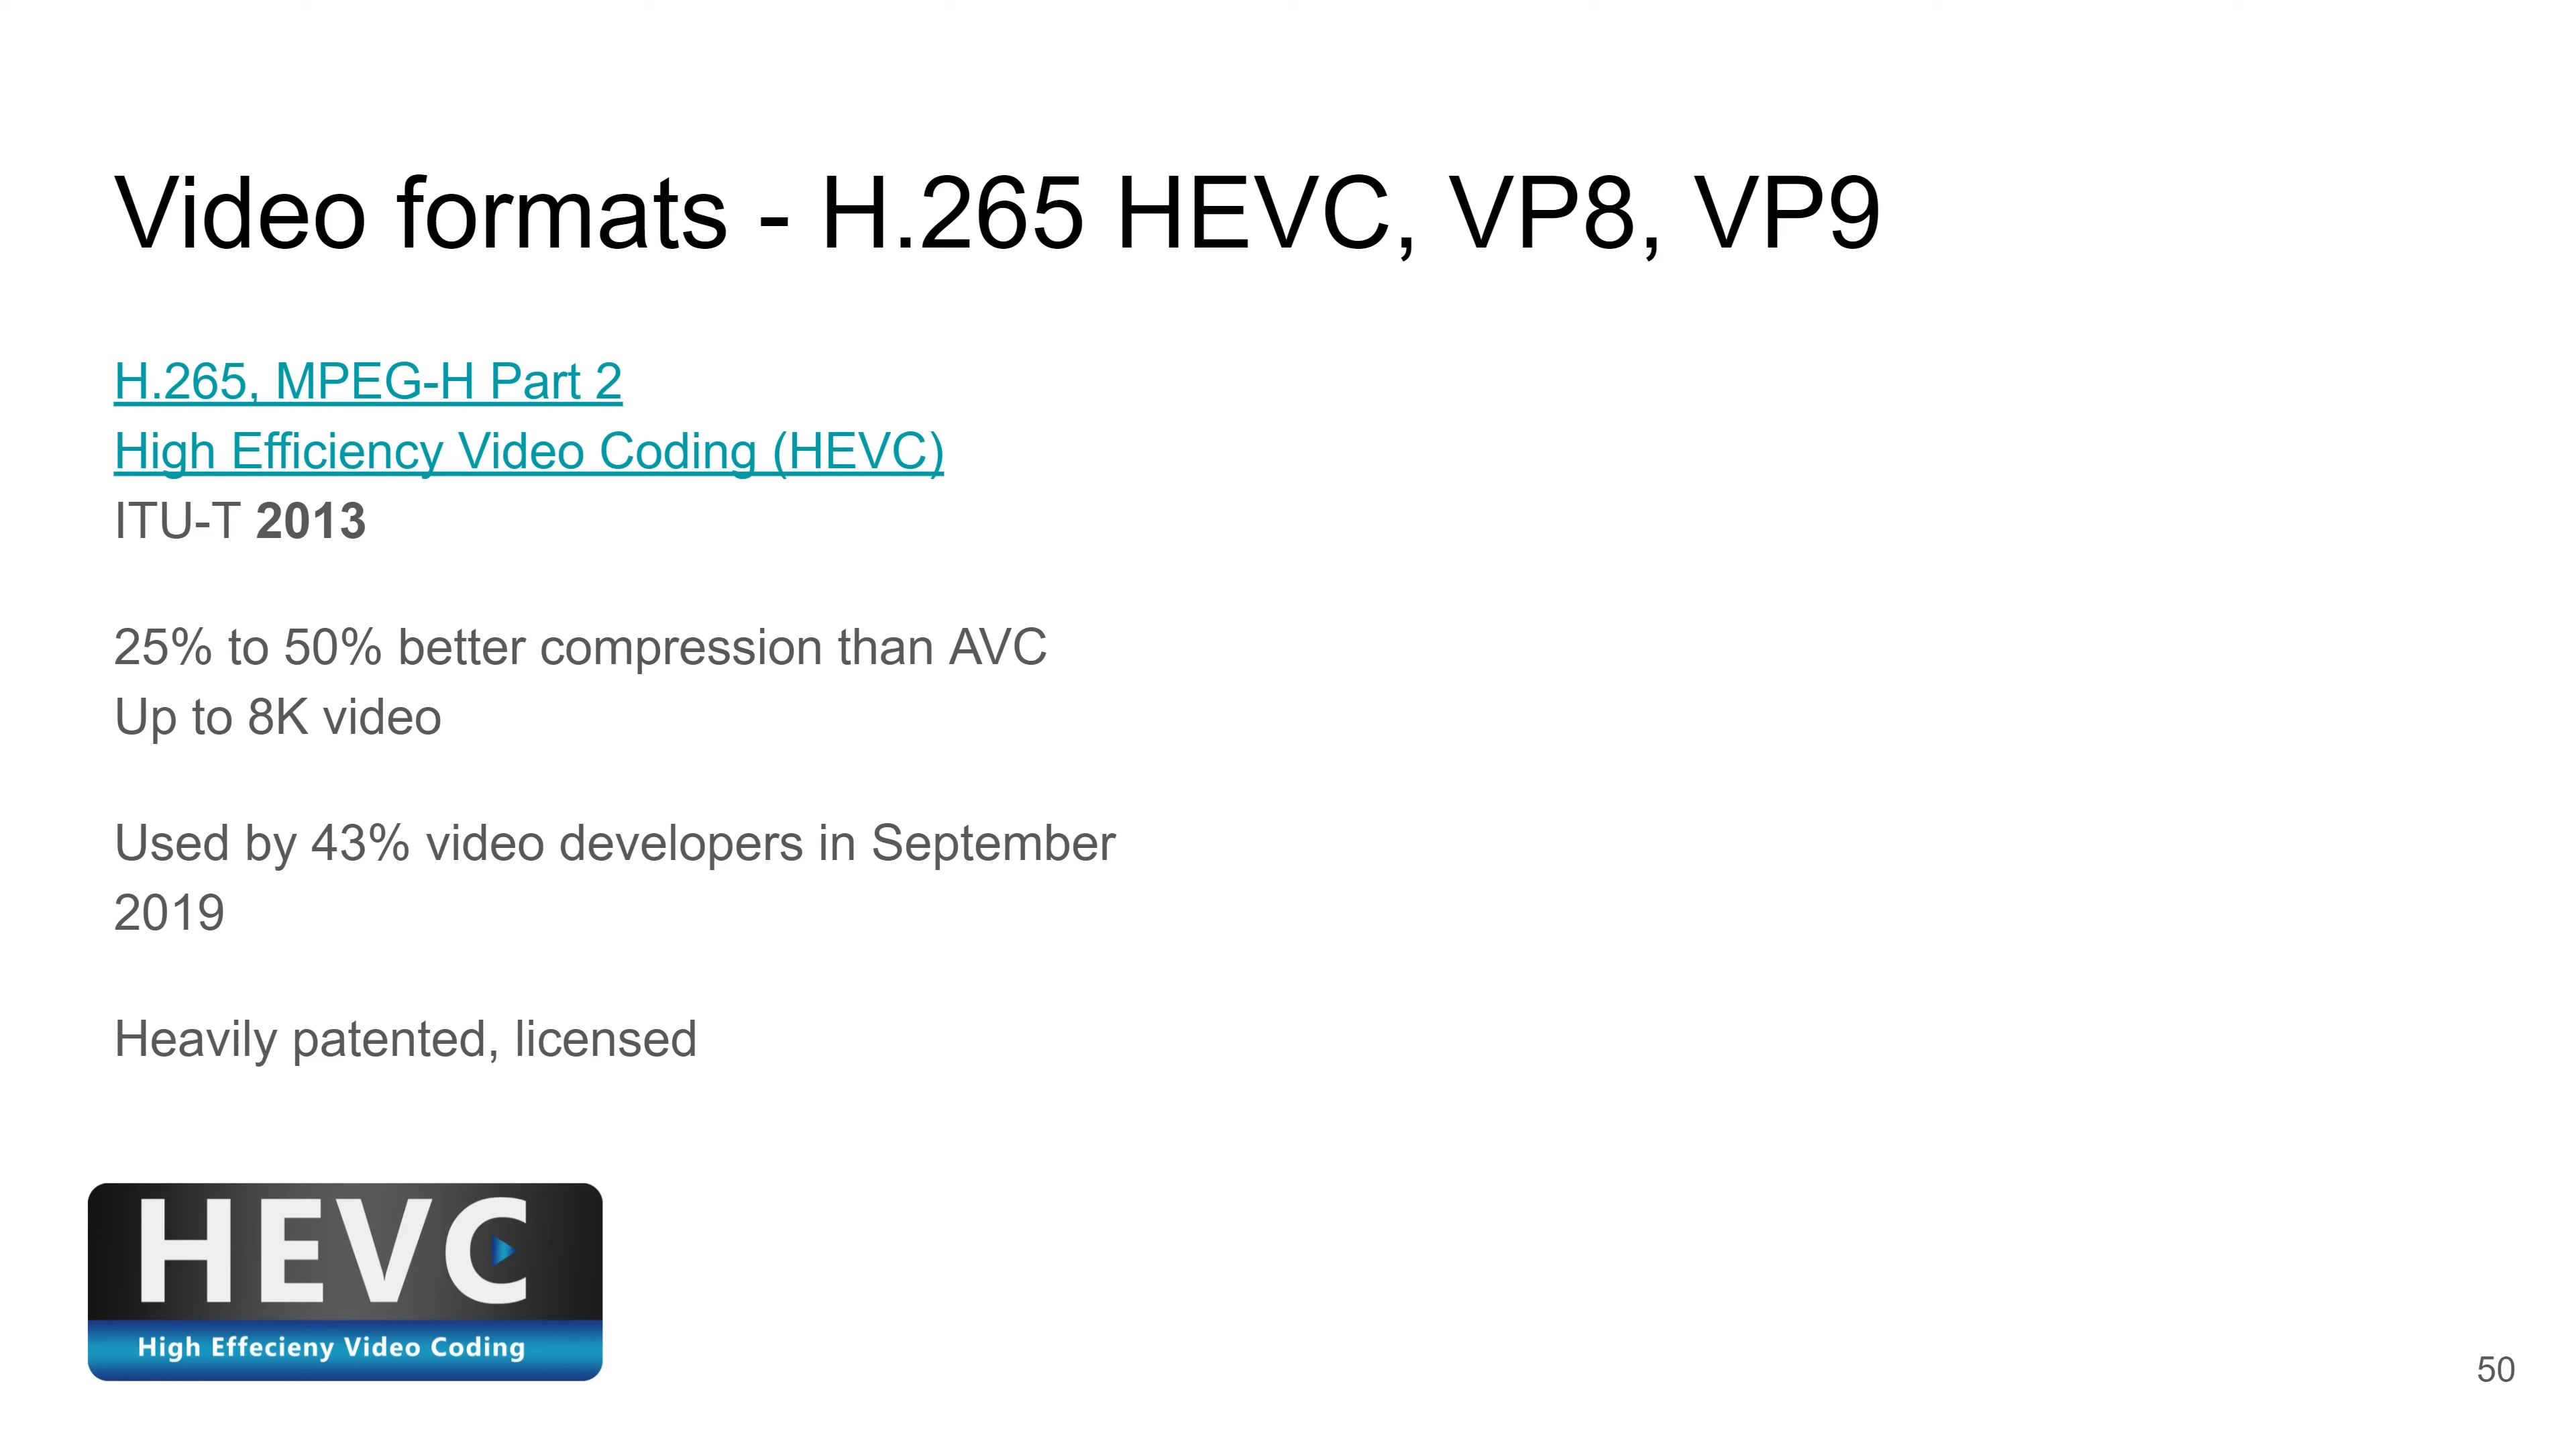 Video formats - H.265 HEVC, VP8, VP9
H.265, MPEG-H Part 2
High Efficiency Video Coding (HEVC)
ITU-T 2013
25% to 50% better compression than AVC
Up to 8K video
Used by 43% video developers in September
2019
Heavily patented, licensed
HEVC
High Effecieny Video Coding
50